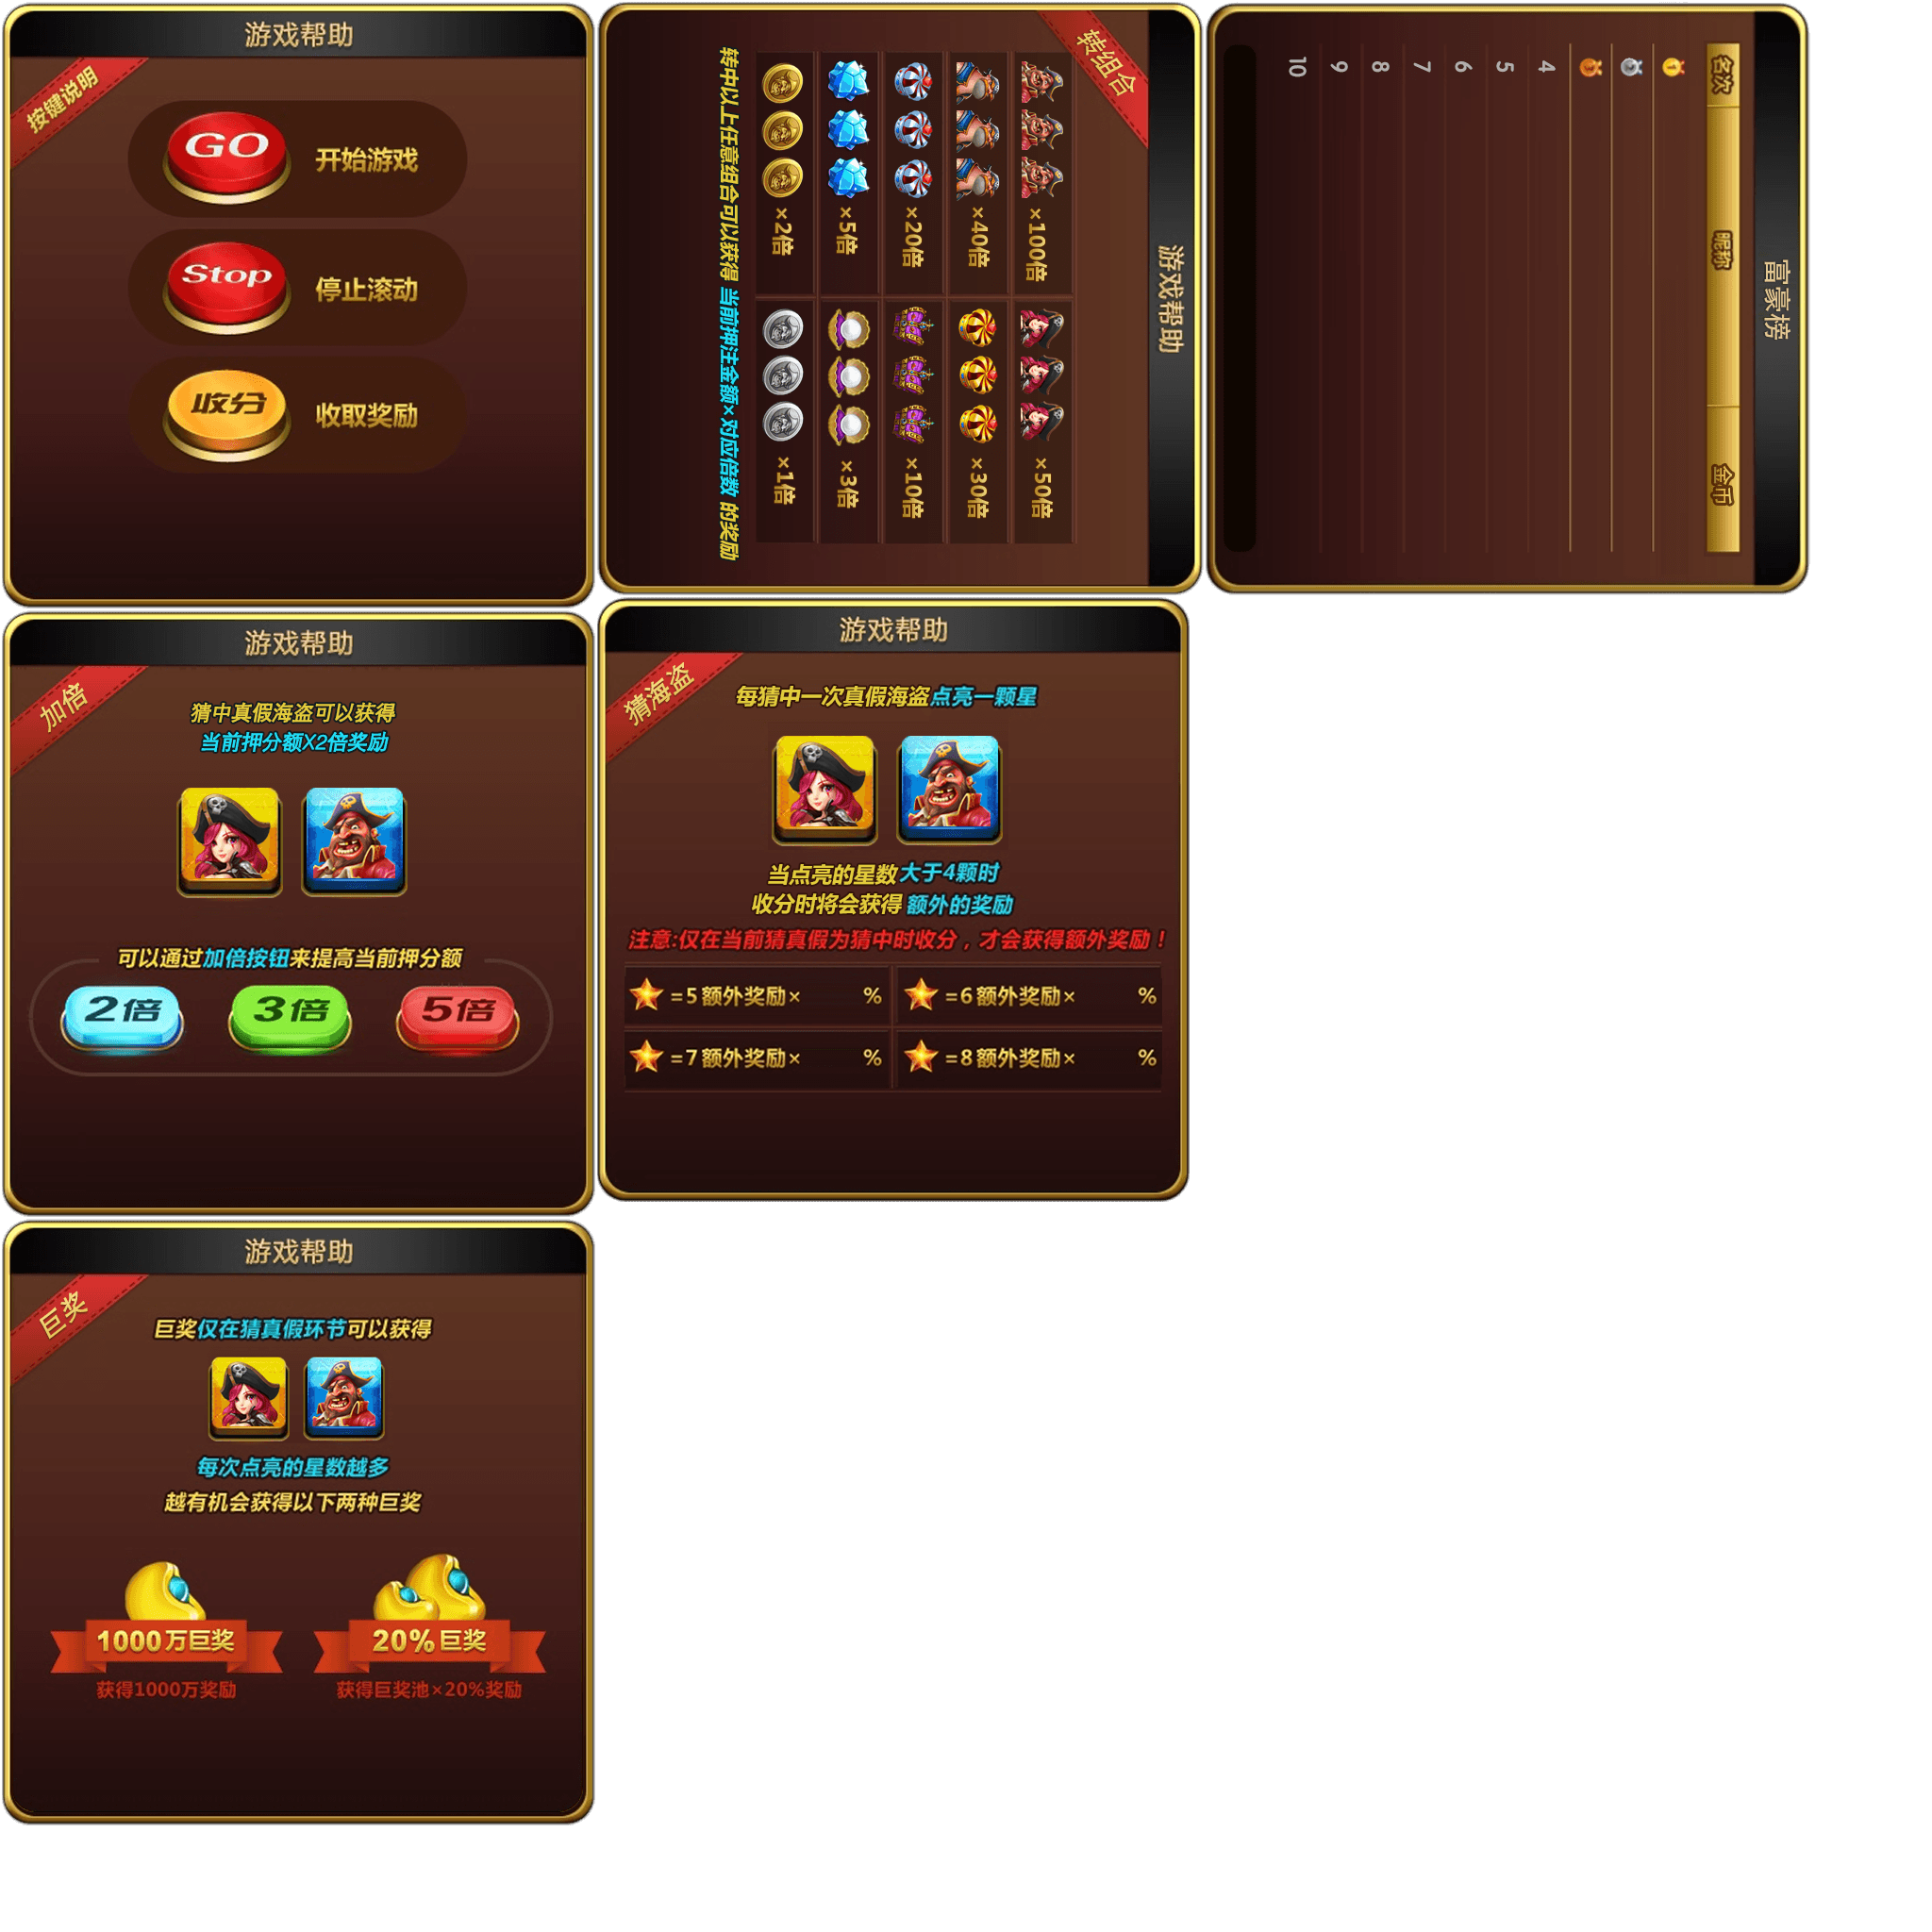 游戏帮助
按键说明
GO
开始游戏
Stop
停止滚动
收分
收取奖励
游戏帮助
转组合
×100倍
×50倍
×40倍
×30倍
×20倍
×10倍
×5倍
×3倍
×2倍
×1倍
转中以上任意组合可以获得 当前押注金额×对应倍数 的奖励
富豪榜
名次 昵称 金币
1
2
3
4
5
6
7
8
9
10
游戏帮助
加倍
猜中真假海盗可以获得
当前押分额X2倍奖励
可以通过加倍按钮来提高当前押分额
2倍 3倍 5倍
游戏帮助
猜海盗
每猜中一次真假海盗点亮一颗星
当点亮的星数大于4颗时
收分时将会获得 额外的奖励
注意:仅在当前猜真假为猜中时收分，才会获得额外奖励！
=5 额外奖励× %
=6 额外奖励× %
=7 额外奖励× %
=8 额外奖励× %
游戏帮助
巨奖
巨奖仅在猜真假环节可以获得
每次点亮的星数越多
越有机会获得以下两种巨奖
1000万巨奖
获得1000万奖励
20%巨奖
获得巨奖池×20%奖励